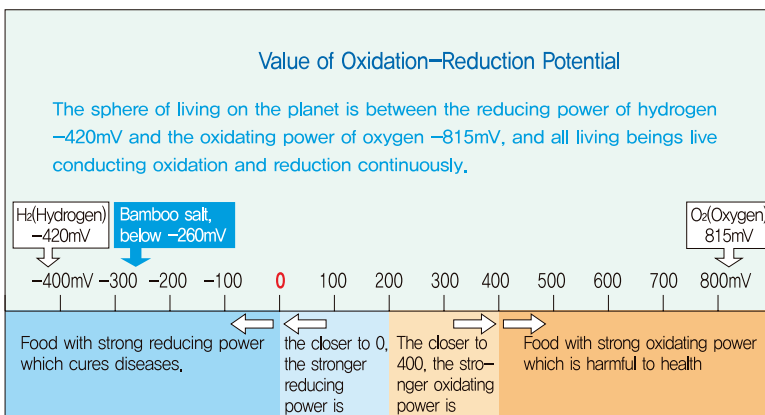 Value of Oxidation-Reduction Potential
The sphere of living on the planet is between the reducing power of hydrogen
-420mV and the oxidating power of oxygen -815mV, and all living beings live
conducting oxidation and reduction continuously.
H₂(Hydrogen)
-420mV
Bamboo salt,
below -260mV
O₂(Oxygen)
815mV
-400mV -300 -200 -100 0 100 200 300 400 500 600 700 800mV
Food with strong reducing power
which cures diseases.
the closer to 0,
the stronger
reducing
power is
The closer to
400, the stro-
nger oxidating
power is
Food with strong oxidating power
which is harmful to health